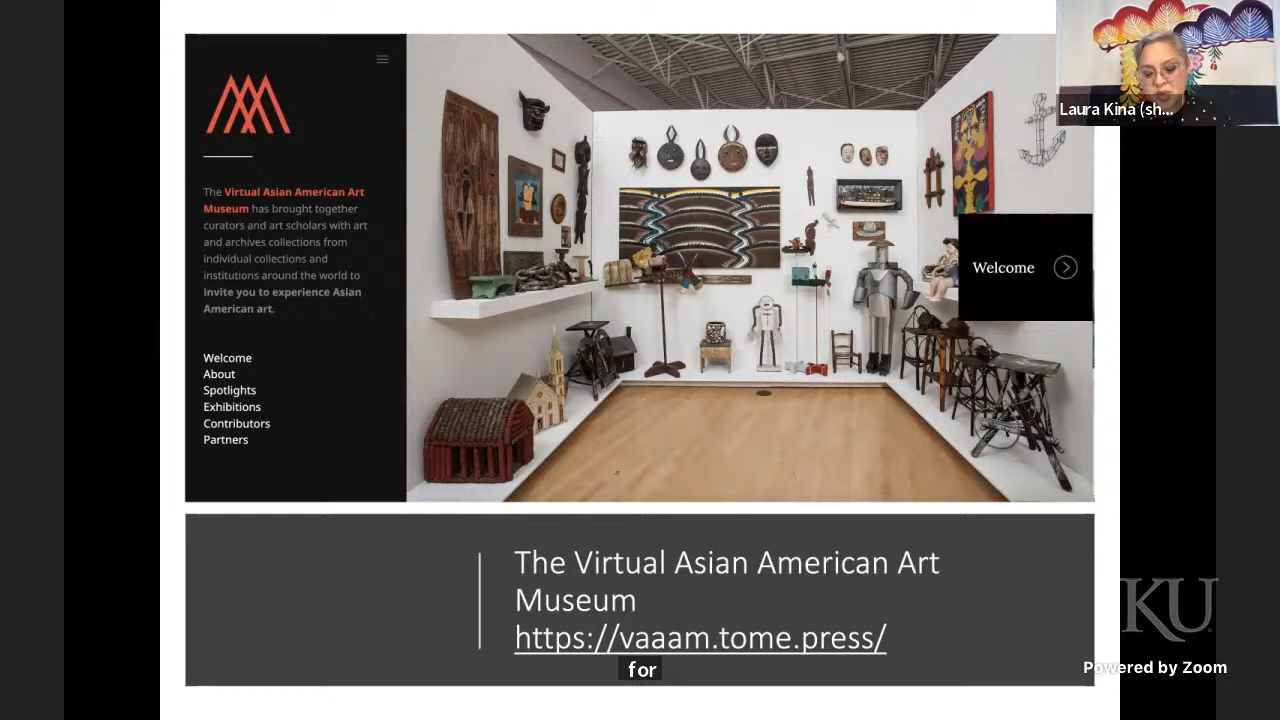 The Virtual Asian American Art
Museum has brought together
curators and art scholars with art
and archives collections from
individual collections and
institutions around the world to
invite you to experience Asian
American art.
Welcome
About
Spotlights
Exhibitions
Contributors
Partners
Welcome
Laura Kina (sh...
The Virtual Asian American Art
Museum
https://vaaam.tome.press/
for
KU
Powered by Zoom